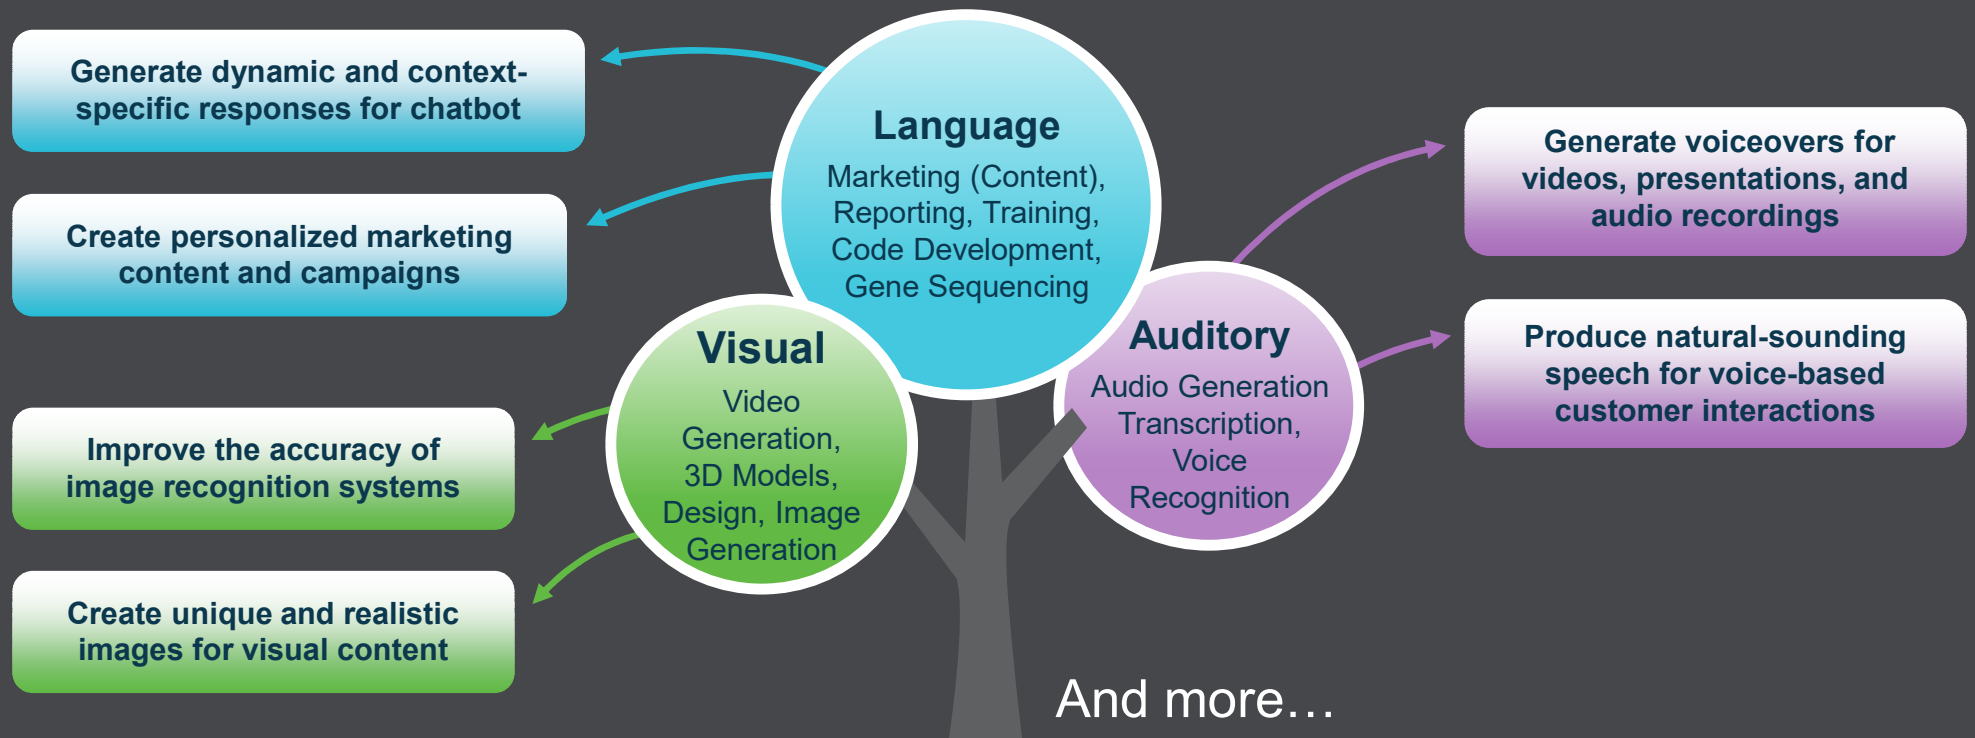 Generate dynamic and context-
specific responses for chatbot
Create personalized marketing
content and campaigns
Improve the accuracy of
image recognition systems
Create unique and realistic
images for visual content
Language
Marketing (Content),
Reporting, Training,
Code Development,
Gene Sequencing
Visual
Video
Generation,
3D Models,
Design, Image
Generation
Auditory
Audio Generation
Transcription,
Voice
Recognition
Generate voiceovers for
videos, presentations, and
audio recordings
Produce natural-sounding
speech for voice-based
customer interactions
And more…